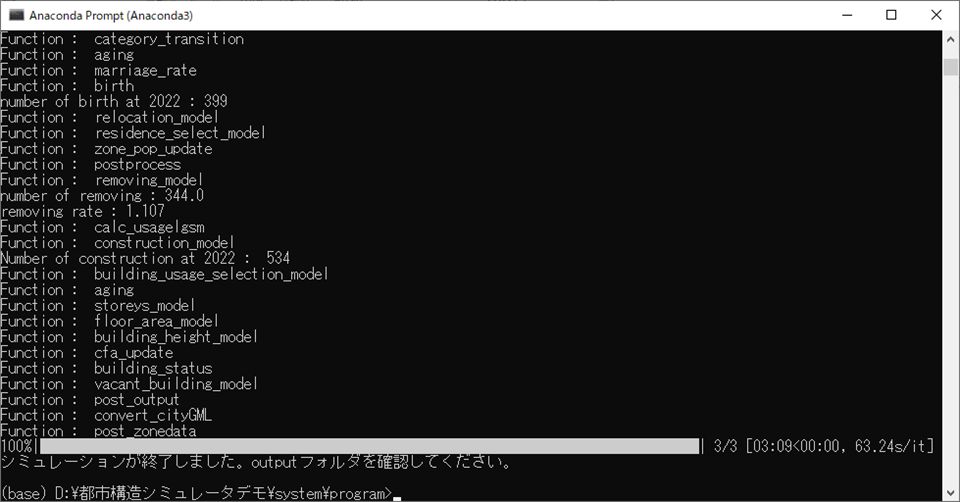 Anaconda Prompt (Anaconda3)
Function :  category_transition
Function :  aging
Function :  marriage_rate
Function :  birth
number of birth at 2022 : 399
Function :  relocation_model
Function :  residence_select_model
Function :  zone_pop_update
Function :  postprocess
Function :  removing_model
number of removing : 344.0
removing rate : 1.107
Function :  calc_usagelgsm
Function :  construction_model
Number of construction at 2022 :  534
Function :  building_usage_selection_model
Function :  aging
Function :  storeys_model
Function :  floor_area_model
Function :  building_height_model
Function :  cfa_update
Function :  building_status
Function :  vacant_building_model
Function :  post_output
Function :  convert_cityGML
Function :  post_zonedata
100%| | 3/3 [03:09<00:00, 63.24s/it]
シミュレーションが終了しました。outputフォルダを確認してください。
(base) D:¥都市構造シミュレータデモ¥system¥program>